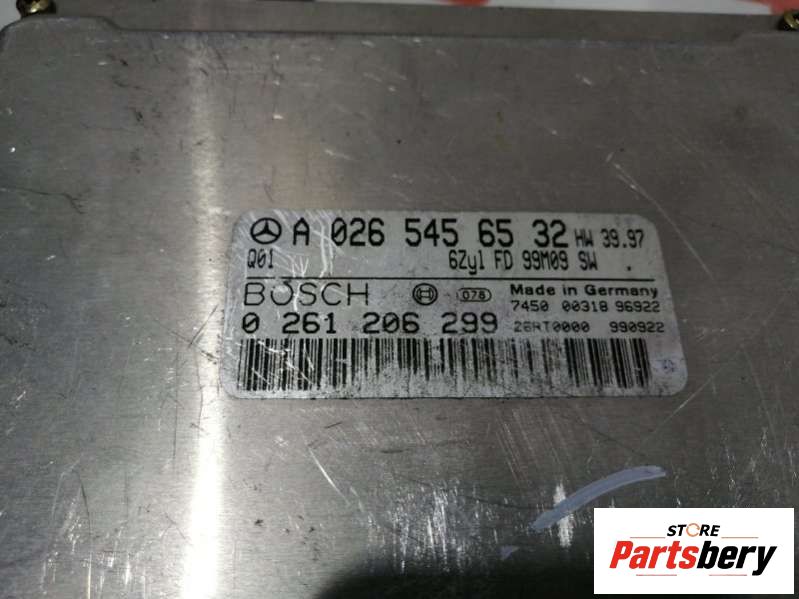 A 026 545 65 32 HW 39.97
Q01 6Zyl FD 99M09 SW .
BOSCH 078 Made in Germany
7450 00318 96922
0 261 206 299 26RT0000 990922
STORE
Partsbery